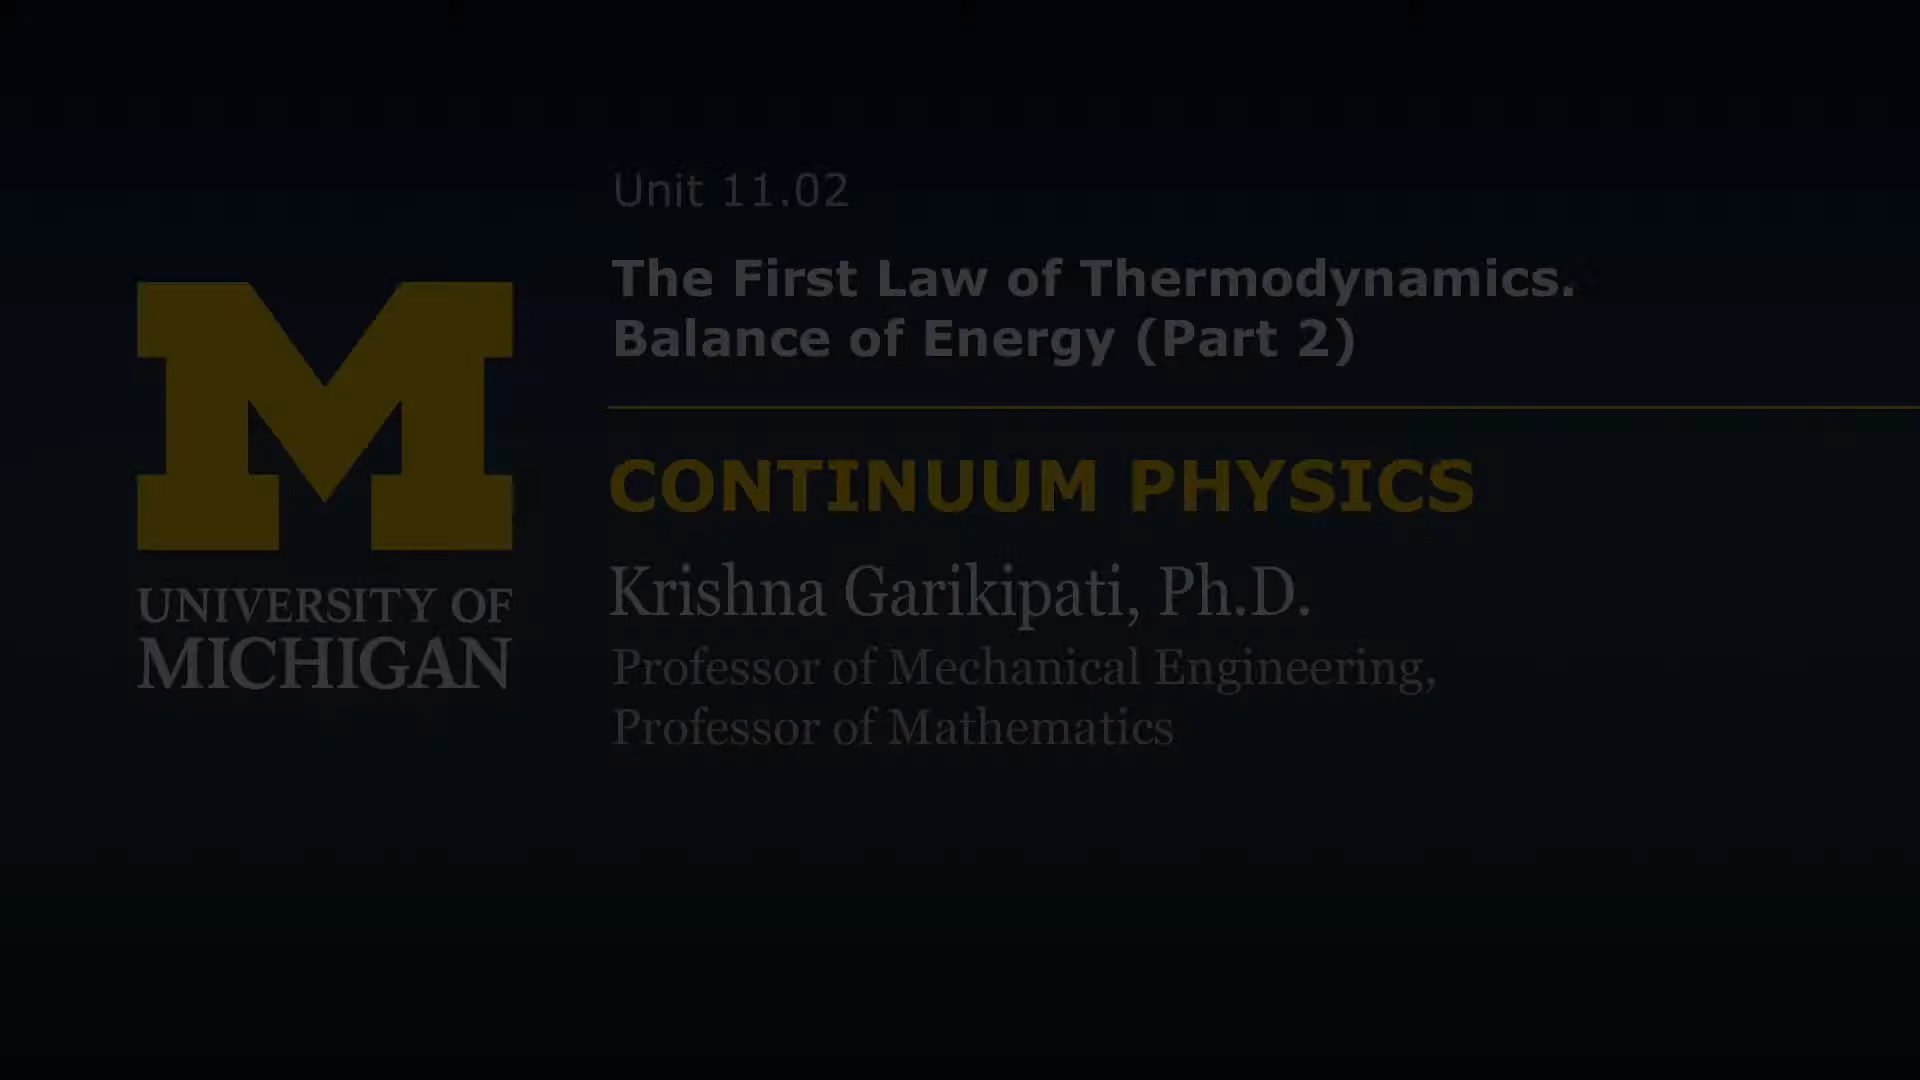 Unit 11.02
The First Law of Thermodynamics.
Balance of Energy (Part 2)
CONTINUUM PHYSICS
Krishna Garikipati, Ph.D.
Professor of Mechanical Engineering,
Professor of Mathematics
UNIVERSITY OF
MICHIGAN